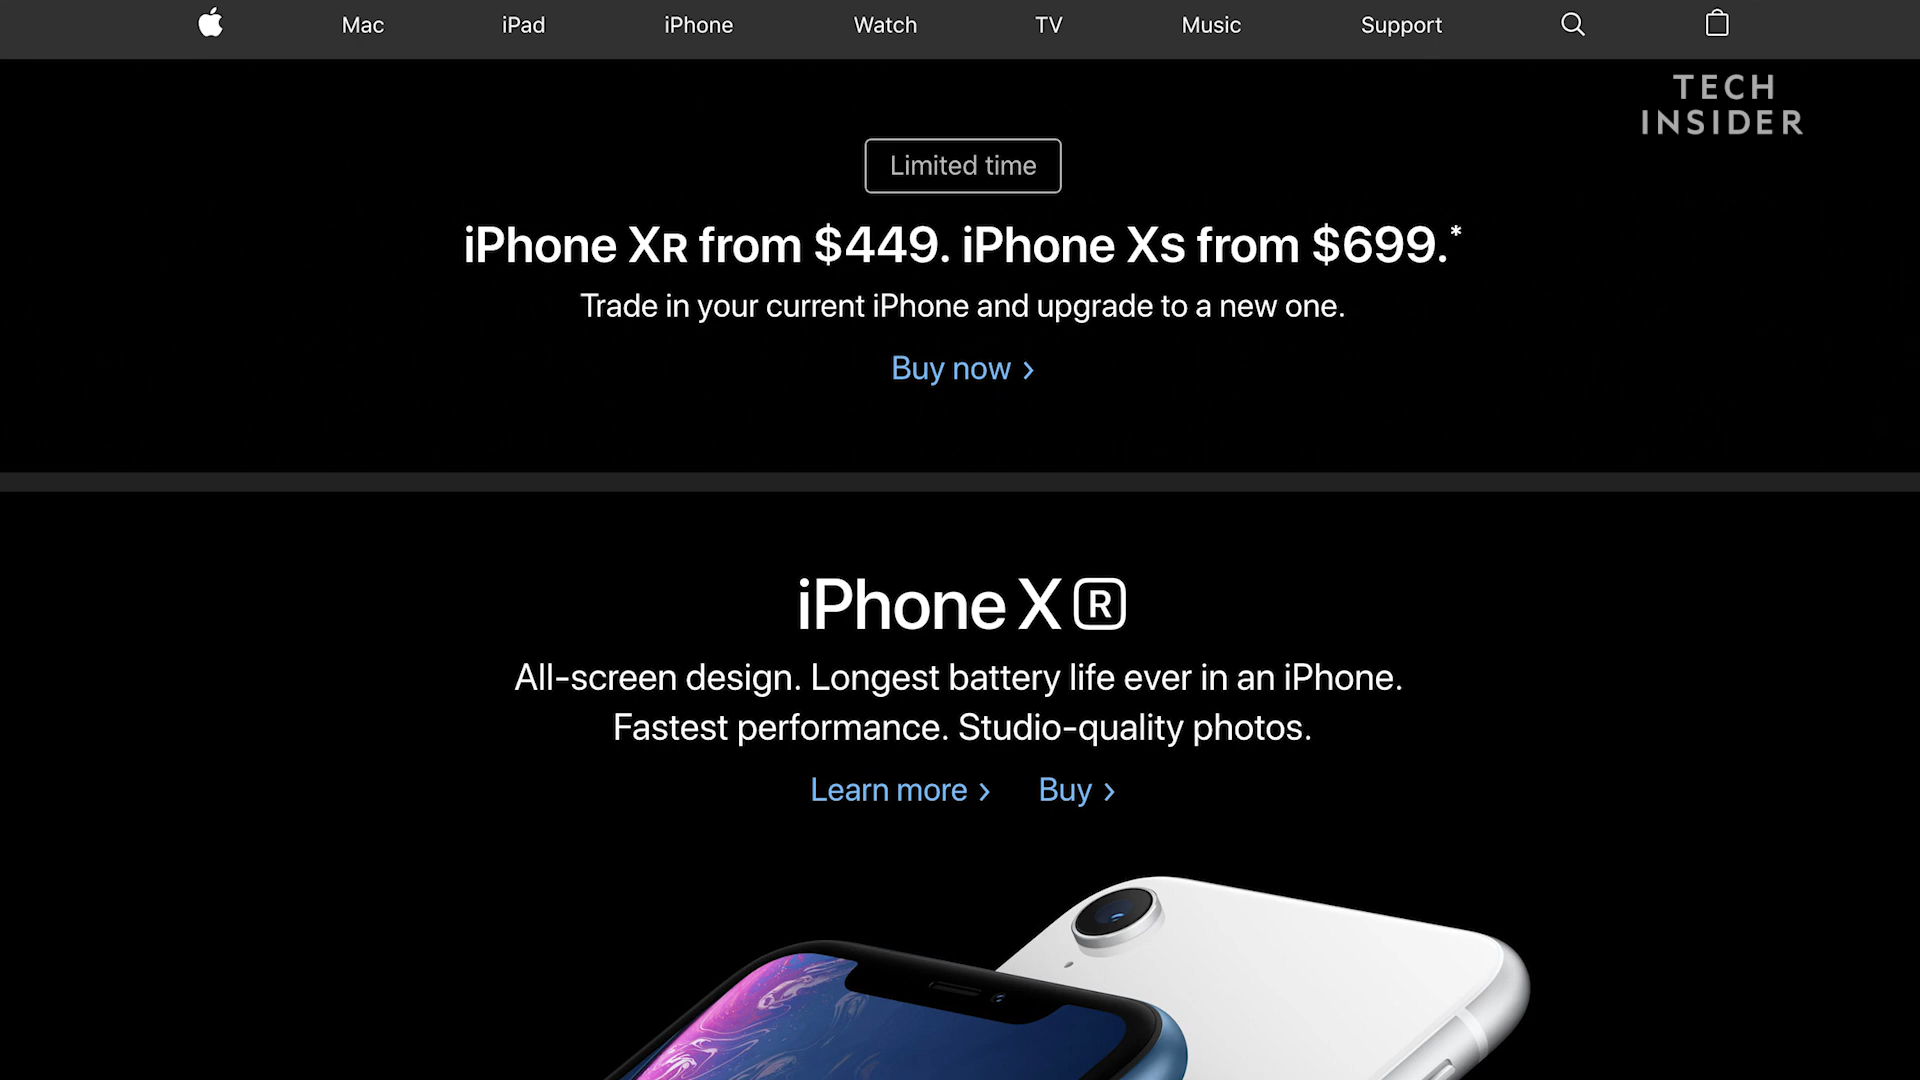 Mac iPad iPhone Watch TV Music Support
TECH
INSIDER
Limited time
iPhone XR from $449. iPhone XS from $699.*
Trade in your current iPhone and upgrade to a new one.
Buy now >
iPhone X R
All-screen design. Longest battery life ever in an iPhone.
Fastest performance. Studio-quality photos.
Learn more > Buy >